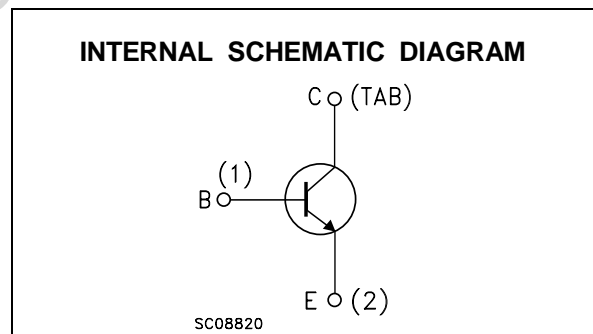 INTERNAL SCHEMATIC DIAGRAM
C (TAB)
(1)
B
E (2)
SC08820